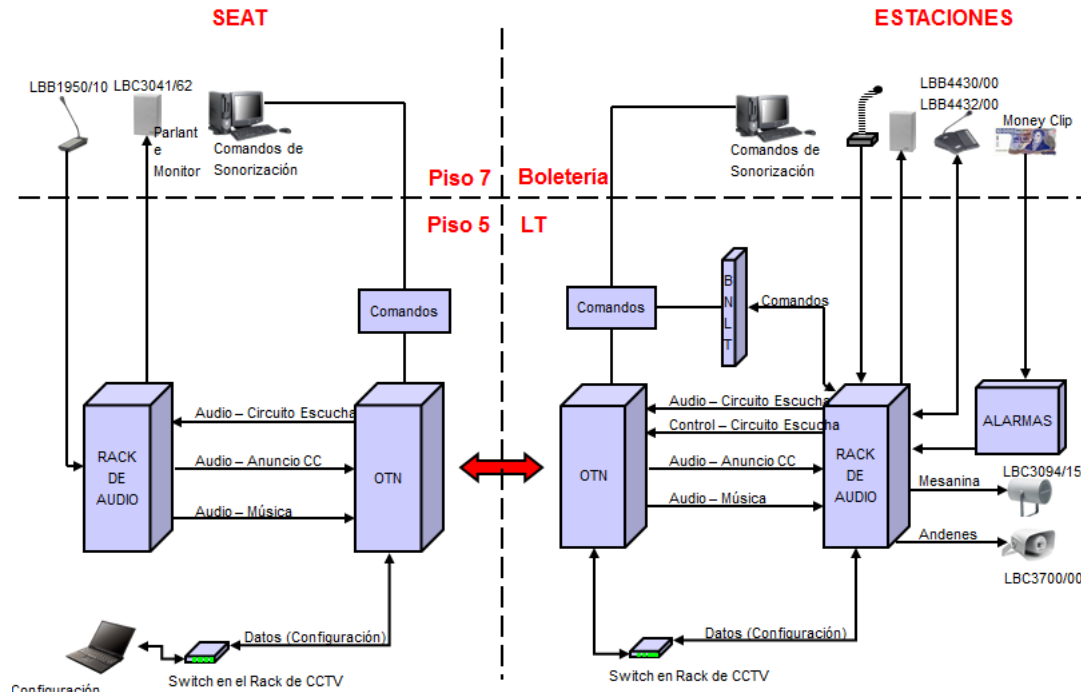 SEAT
ESTACIONES
LBB1950/10
LBC3041/62
Parlant
e
Monitor
Comandos de
Sonorización
Comandos de
Sonorización
LBB4430/00
LBB4432/00
Money Clip
Piso 7
Boletería
Piso 5
LT
Comandos
Comandos
B
N
L
T
Comandos
RACK
DE
AUDIO
Audio – Circuito Escucha
Audio – Anuncio CC
Audio – Música
OTN
OTN
Audio – Circuito Escucha
Control – Circuito Escucha
Audio – Anuncio CC
Audio – Música
RACK
DE
AUDIO
ALARMAS
LBC3094/15
Mesanina
Andenes
LBC3700/00
Datos (Configuración)
Switch en el Rack de CCTV
Configuración
Datos (Configuración)
Switch en Rack de CCTV